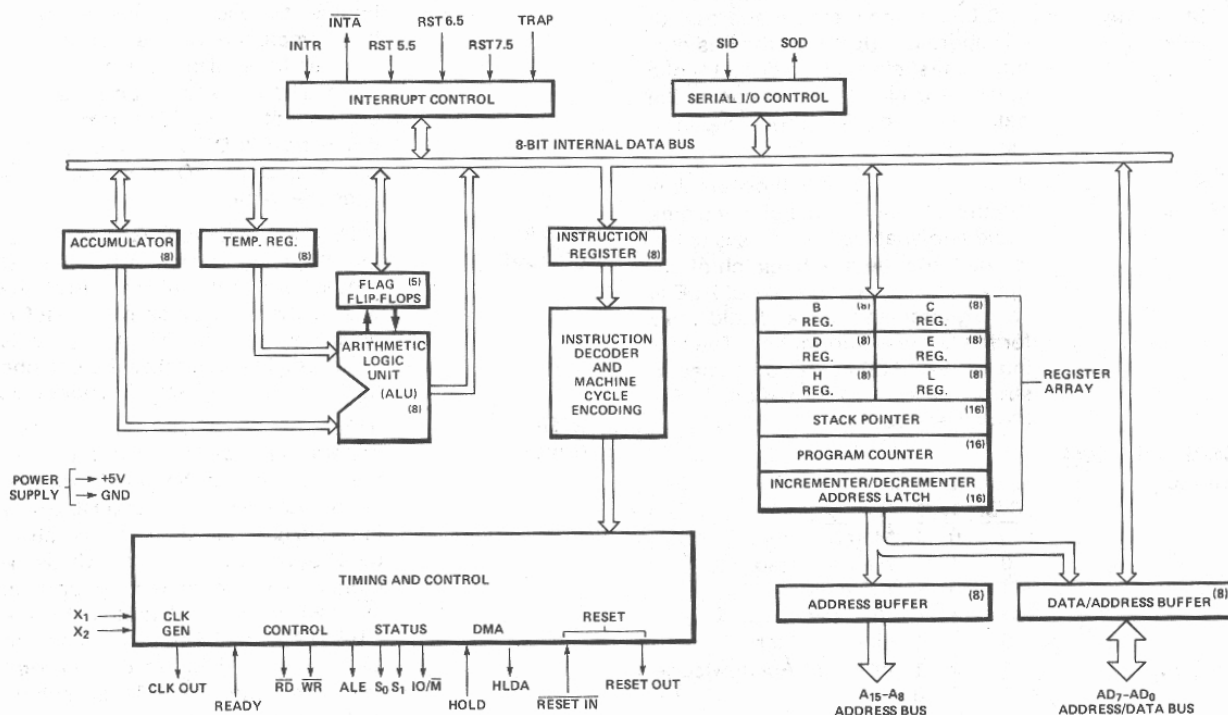 INTR
INTA
RST 5.5
RST 6.5
RST 7.5
TRAP
INTERRUPT CONTROL
SID
SOD
SERIAL I/O CONTROL
8-BIT INTERNAL DATA BUS
ACCUMULATOR
(8)
TEMP. REG.
(8)
(5)
FLAG
FLIP-FLOPS
ARITHMETIC
LOGIC
UNIT
(ALU)
(8)
INSTRUCTION
REGISTER
(8)
INSTRUCTION
DECODER
AND
MACHINE
CYCLE
ENCODING
B (8)
REG.
C (8)
REG.
D (8)
REG.
E (8)
REG.
H (8)
REG.
L (8)
REG.
STACK POINTER (16)
PROGRAM COUNTER (16)
INCREMENTER/DECREMENTER
ADDRESS LATCH (16)
REGISTER
ARRAY
POWER
SUPPLY
+5V
GND
TIMING AND CONTROL
X1
X2
CLK
GEN
CONTROL
STATUS
DMA
RESET
CLK OUT
READY
RD
WR
ALE
S0
S1
IO/M
HOLD
HLDA
RESET IN
RESET OUT
ADDRESS BUFFER (8)
DATA/ADDRESS BUFFER (8)
A15–A8
ADDRESS BUS
AD7–AD0
ADDRESS/DATA BUS